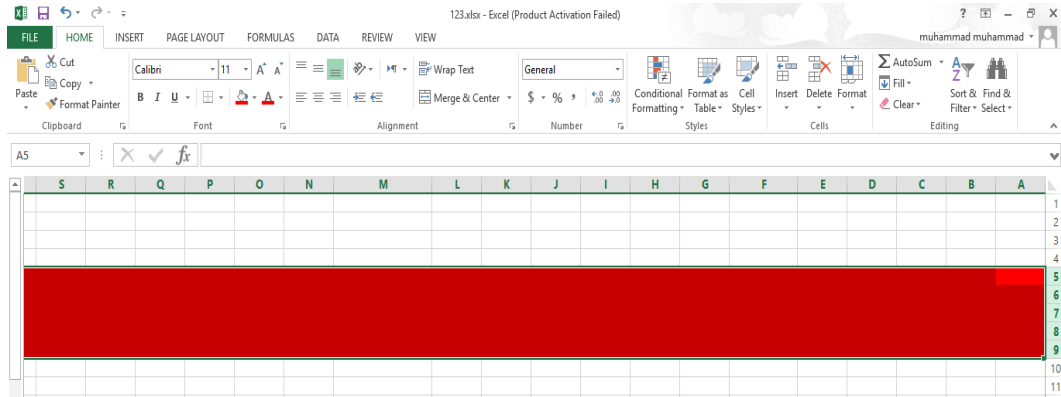 123.xlsx - Excel (Product Activation Failed)
?
FILE HOME INSERT PAGE LAYOUT FORMULAS DATA REVIEW VIEW muhammad muhammad
Paste
Cut
Copy
Format Painter
Clipboard
Calibri 11 A A
B I U A
Font
Wrap Text
Merge & Center
Alignment
General
$ % , .00 .00
Number
Conditional Formatting
Format as Table
Cell Styles
Styles
Insert Delete Format
Cells
AutoSum
Fill
Clear
Sort & Filter
Find & Select
Editing
A5 fx
S R Q P O N M L K J I H G F E D C B A
1
2
3
4
5
6
7
8
9
10
11